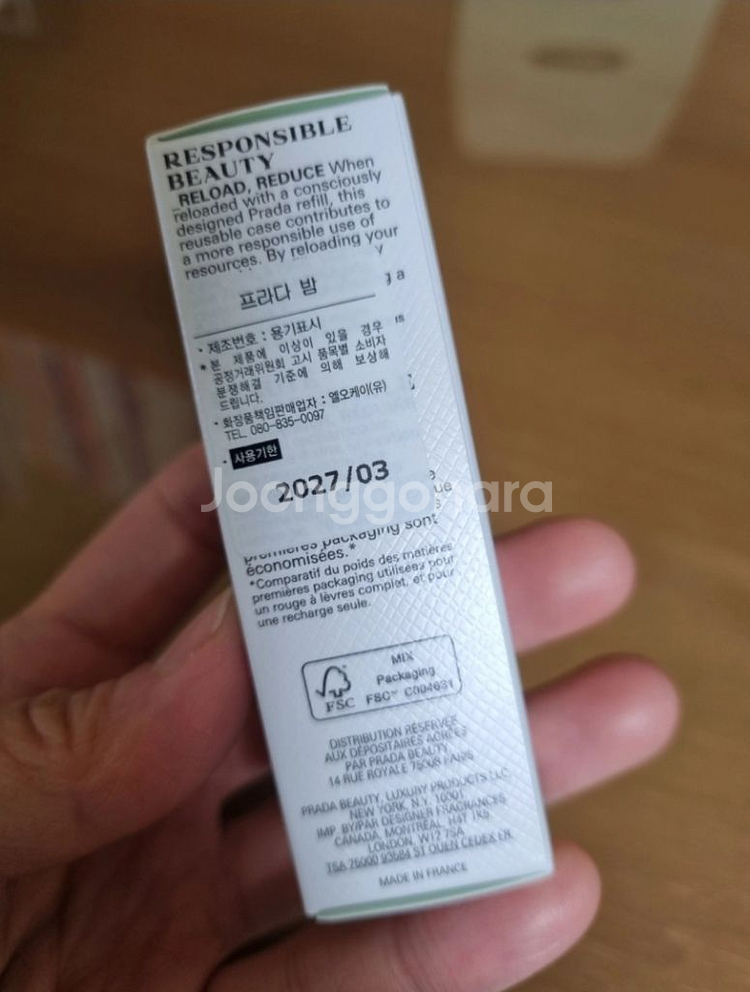 RESPONSIBLE
BEAUTY
RELOAD, REDUCE When
reloaded with a consciously
designed Prada refill, this
reusable case contributes to
a more responsible use of
resources. By reloading your
프라다 밤
• 제조번호 : 용기표시
* 본 제품에 이상이 있을 경우
공정거래위원회 고시 품목별 소비자
분쟁해결 기준에 의해 보상해
드립니다.
• 화장품책임판매업자 : 엘오케이(유)
TEL. 080-835-0097
• 사용기한
2027/03
Joonggonara
premières packaging sont
économisées.*
*Comparatif du poids des matières
premières packaging utilisées pour
un rouge à lèvres complet, et pour
une recharge seule.
MIX
Packaging
FSC™ C004631
FSC
DISTRIBUTION RÉSERVÉE
AUX DÉPOSITAIRES AGRÉÉS
PAR PRADA BEAUTY
14 RUE ROYALE 75008 PARIS
PRADA BEAUTY, LUXURY PRODUCTS LLC,
NEW YORK, N.Y. 10001
IMP. BY/PAR DESIGNER FRAGRANCES
CANADA, MONTRÉAL, H4T 1K5
LONDON, W12 7SA
TSA 75000 93584 ST OUEN CEDEX FR
MADE IN FRANCE